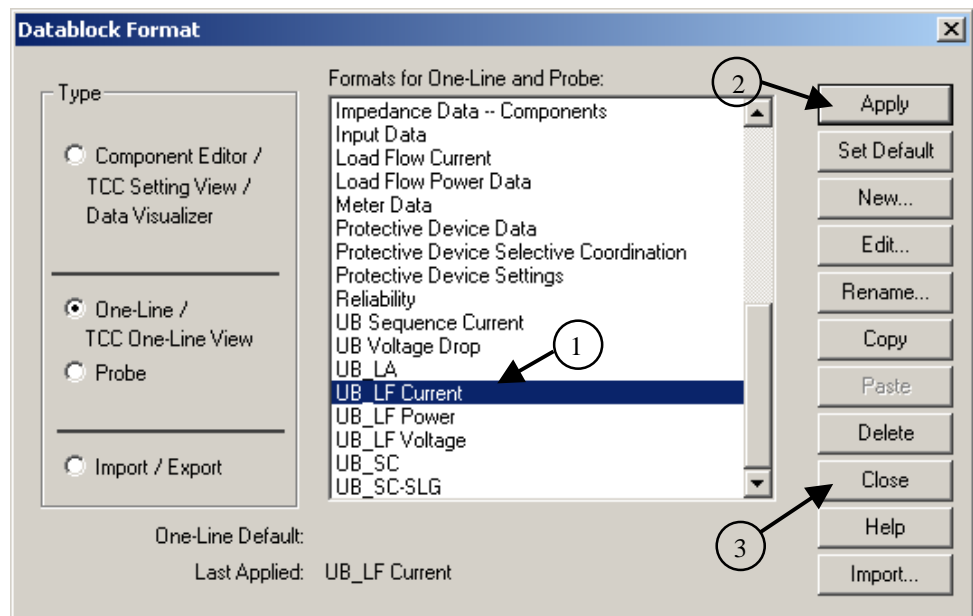 Datablock Format
Type
Component Editor /
TCC Setting View /
Data Visualizer
One-Line /
TCC One-Line View
Probe
Import / Export
Formats for One-Line and Probe:
Impedance Data -- Components
Input Data
Load Flow Current
Load Flow Power Data
Meter Data
Protective Device Data
Protective Device Selective Coordination
Protective Device Settings
Reliability
UB Sequence Current
UB Voltage Drop
UB_LA
UB_LF Current
UB_LF Power
UB_LF Voltage
UB_SC
UB_SC-SLG
1
2
3
Apply
Set Default
New...
Edit...
Rename...
Copy
Paste
Delete
Close
Help
Import...
One-Line Default:
Last Applied: UB_LF Current